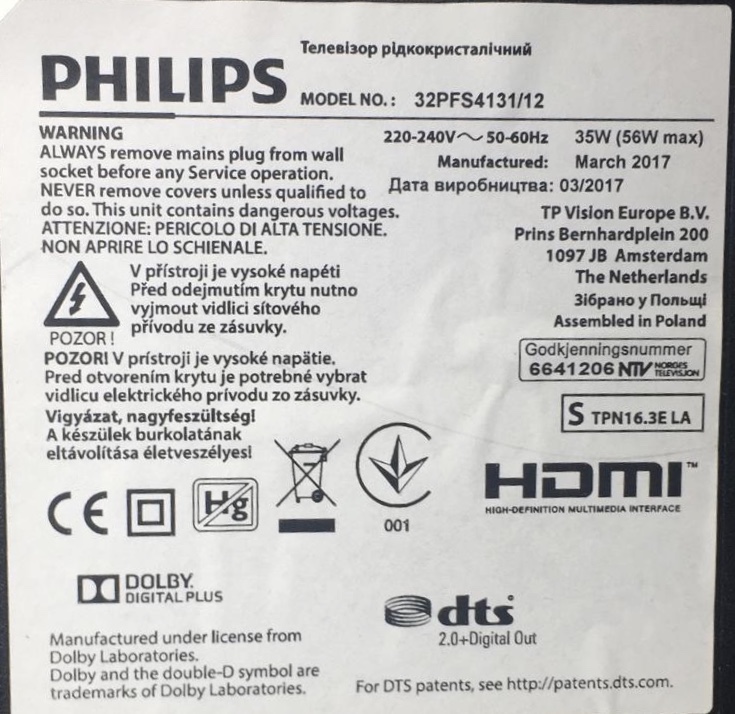 Телевізор рідкокристалічний
PHILIPS
MODEL NO.: 32PFS4131/12
WARNING
ALWAYS remove mains plug from wall
socket before any Service operation.
NEVER remove covers unless qualified to
do so. This unit contains dangerous voltages.
ATTENZIONE: PERICOLO DI ALTA TENSIONE.
NON APRIRE LO SCHIENALE.
220-240V～ 50-60Hz 35W (56W max)
Manufactured: March 2017
Дата виробництва: 03/2017
TP Vision Europe B.V.
Prins Bernhardplein 200
1097 JB Amsterdam
The Netherlands
Зібрано у Польщі
Assembled in Poland
V přístroji je vysoké napětí
Před odejmutím krytu nutno
vyjmout vidlici síťového
přívodu ze zásuvky.
POZOR !
POZOR! V prístroji je vysoké napätie.
Pred otvorením krytu je potrebné vybrat
vidlicu elektrického prívodu zo zásuvky.
Vigyázat, nagyfeszültség!
A készülek burkolatának
eltávolítása életveszélyes!
Godkjenningsnummer
6641206 NTV NORGES
TELEVISJON
S TPN16.3E LA
CE
Hg
001
HDMI™
HIGH-DEFINITION MULTIMEDIA INTERFACE
DOLBY.
DIGITAL PLUS
dts
2.0+Digital Out
Manufactured under license from
Dolby Laboratories.
Dolby and the double-D symbol are
trademarks of Dolby Laboratories.
For DTS patents, see http://patents.dts.com.